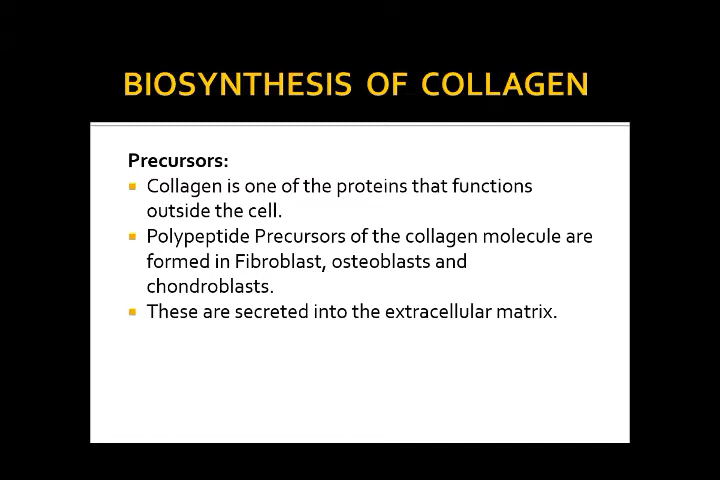 BIOSYNTHESIS OF COLLAGEN
Precursors:
Collagen is one of the proteins that functions
outside the cell.
Polypeptide Precursors of the collagen molecule are
formed in Fibroblast, osteoblasts and
chondroblasts.
These are secreted into the extracellular matrix.